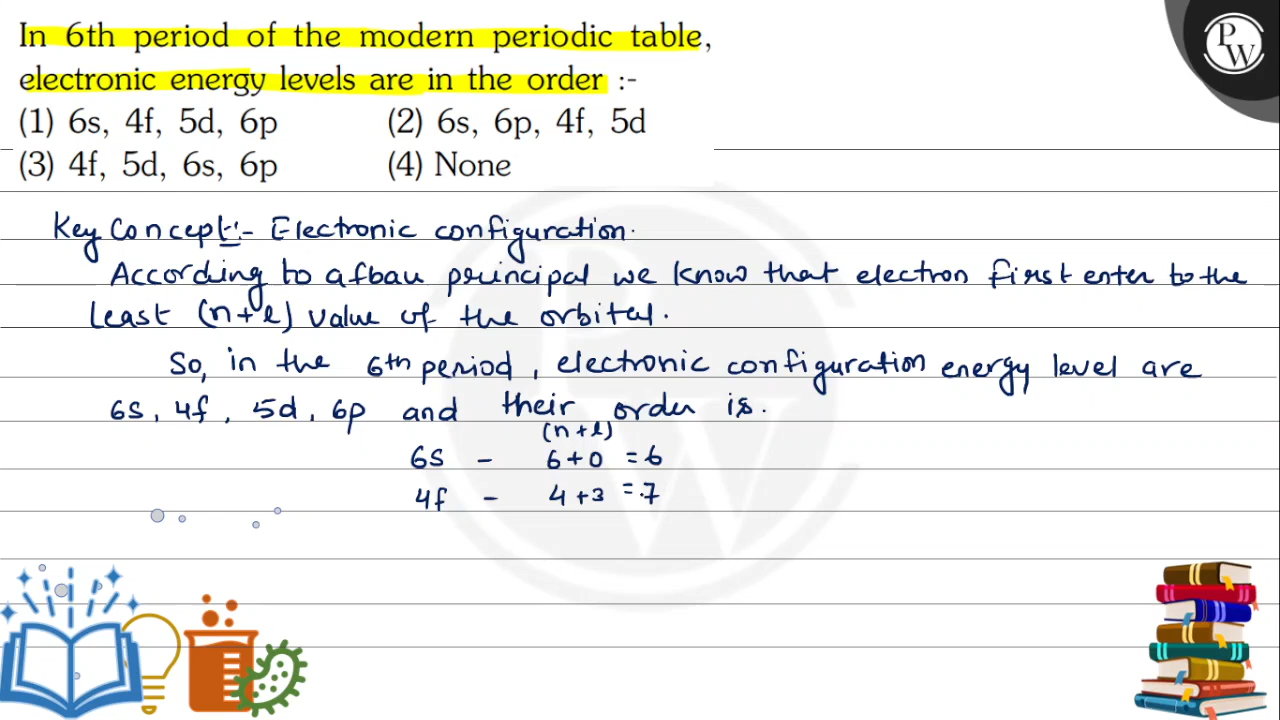 In 6th period of the modern periodic table,
electronic energy levels are in the order :-
(1) 6s, 4f, 5d, 6p (2) 6s, 6p, 4f, 5d
(3) 4f, 5d, 6s, 6p (4) None
Key Concept:- Electronic configuration.
According to afbau principal we know that electron first enter to the
least (n+l) value of the orbital.
So, in the 6th period, electronic configuration energy level are
6s, 4f, 5d, 6p and their order is.
(n+l)
6s - 6+0 =6
4f - 4+3 =7
PW